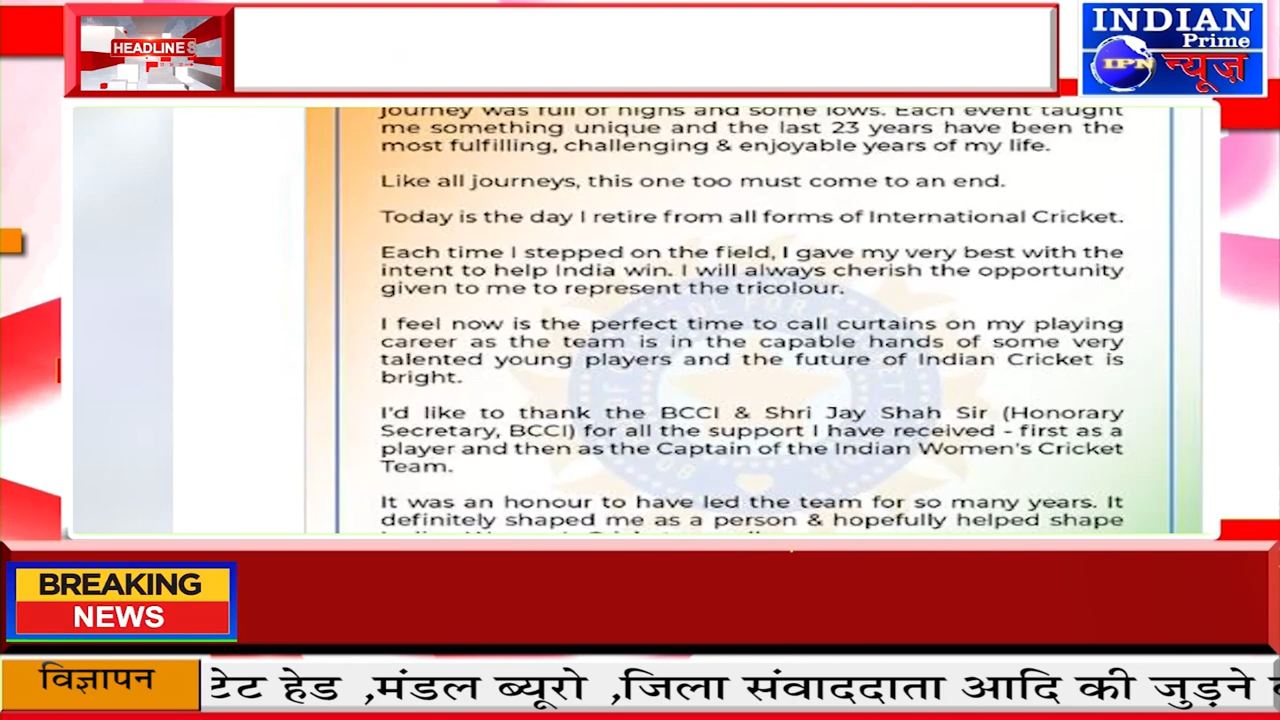 HEADLINES
INDIAN
Prime
IPN न्यूज़
journey was full of highs and some lows. Each event taught
me something unique and the last 23 years have been the
most fulfilling, challenging & enjoyable years of my life.
Like all journeys, this one too must come to an end.
Today is the day I retire from all forms of International Cricket.
Each time I stepped on the field, I gave my very best with the
intent to help India win. I will always cherish the opportunity
given to me to represent the tricolour.
I feel now is the perfect time to call curtains on my playing
career as the team is in the capable hands of some very
talented young players and the future of Indian Cricket is
bright.
I'd like to thank the BCCI & Shri Jay Shah Sir (Honorary
Secretary, BCCI) for all the support I have received - first as a
player and then as the Captain of the Indian Women's Cricket
Team.
It was an honour to have led the team for so many years. It
definitely shaped me as a person & hopefully helped shape
BREAKING
NEWS
विज्ञापन
टेट हेड ,मंडल ब्यूरो ,जिला संवाददाता आदि की जुड़ने